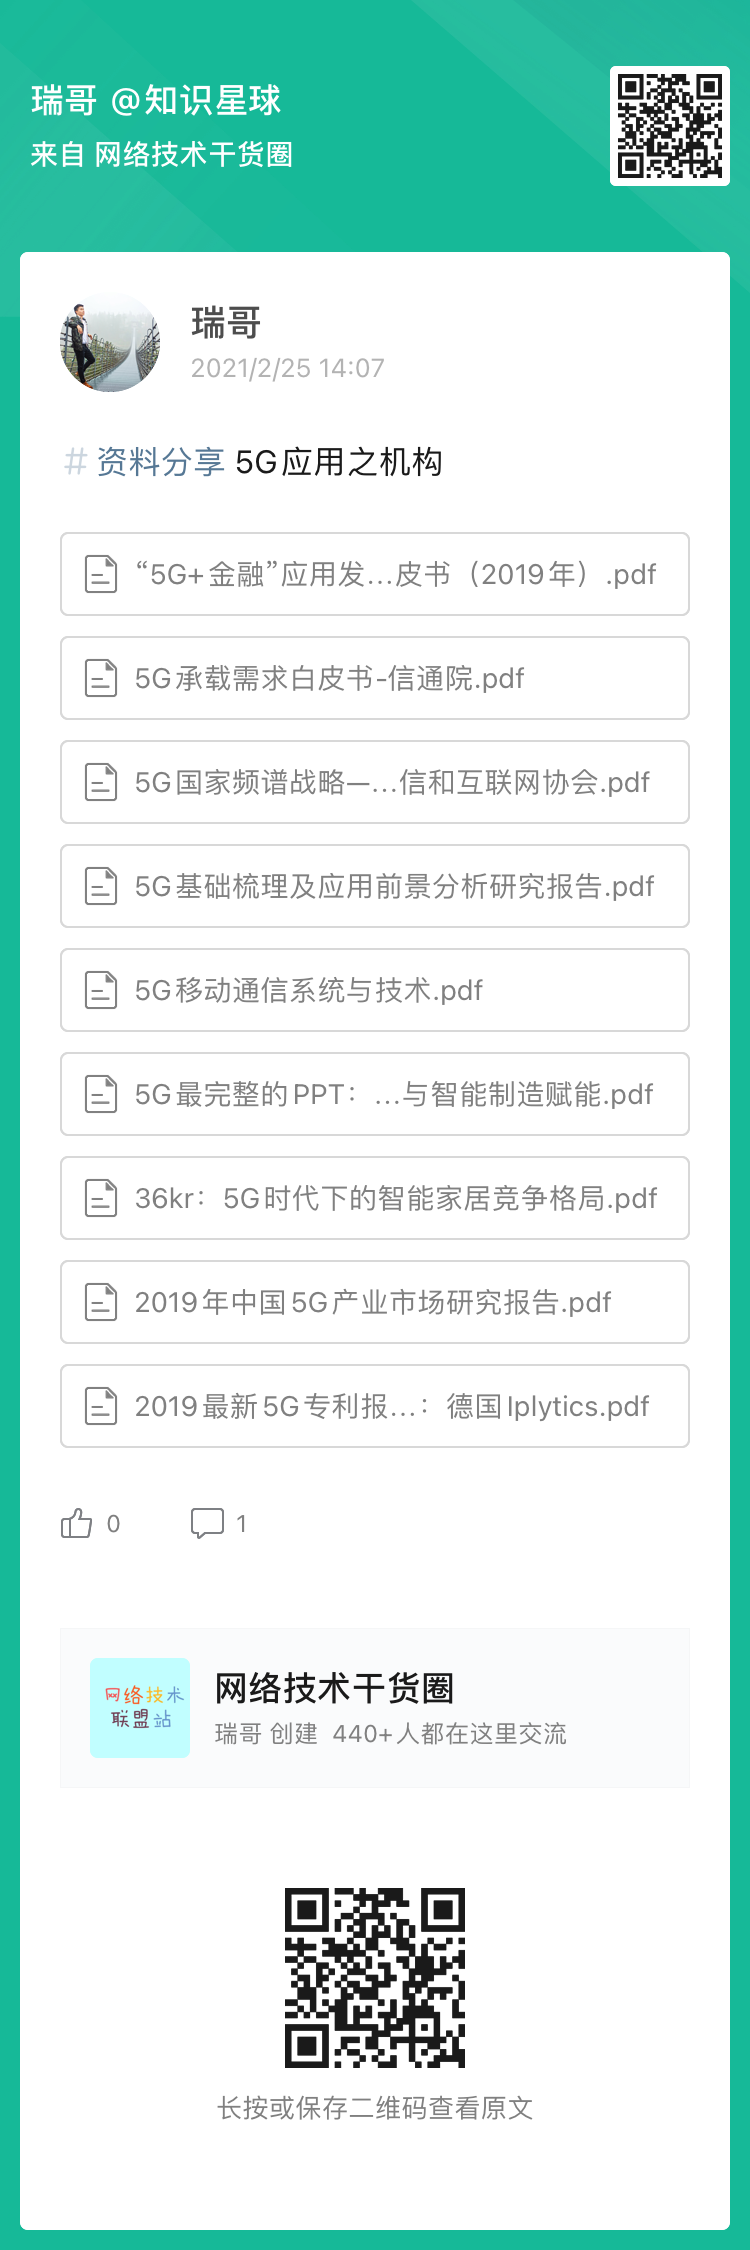 瑞哥 @知识星球
来自 网络技术干货圈
瑞哥
2021/2/25 14:07
#资料分享 5G应用之机构
“5G+金融”应用发...皮书（2019年）.pdf
5G承载需求白皮书-信通院.pdf
5G国家频谱战略—...信和互联网协会.pdf
5G基础梳理及应用前景分析研究报告.pdf
5G移动通信系统与技术.pdf
5G最完整的PPT：...与智能制造赋能.pdf
36kr：5G时代下的智能家居竞争格局.pdf
2019年中国5G产业市场研究报告.pdf
2019最新5G专利报...：德国Iplytics.pdf
0 1
网络技术
联盟站
网络技术干货圈
瑞哥 创建 440+人都在这里交流
长按或保存二维码查看原文